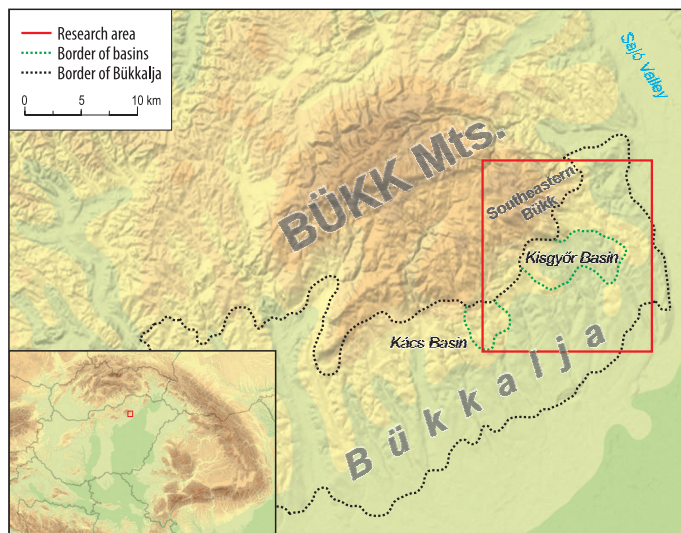 Research area
Border of basins
Border of Bükkalja
0 5 10 km
Sajó Valley
BÜKK Mts.
Southeastern
Bükk
Kisgyőr Basin
Kács Basin
Bükkalja